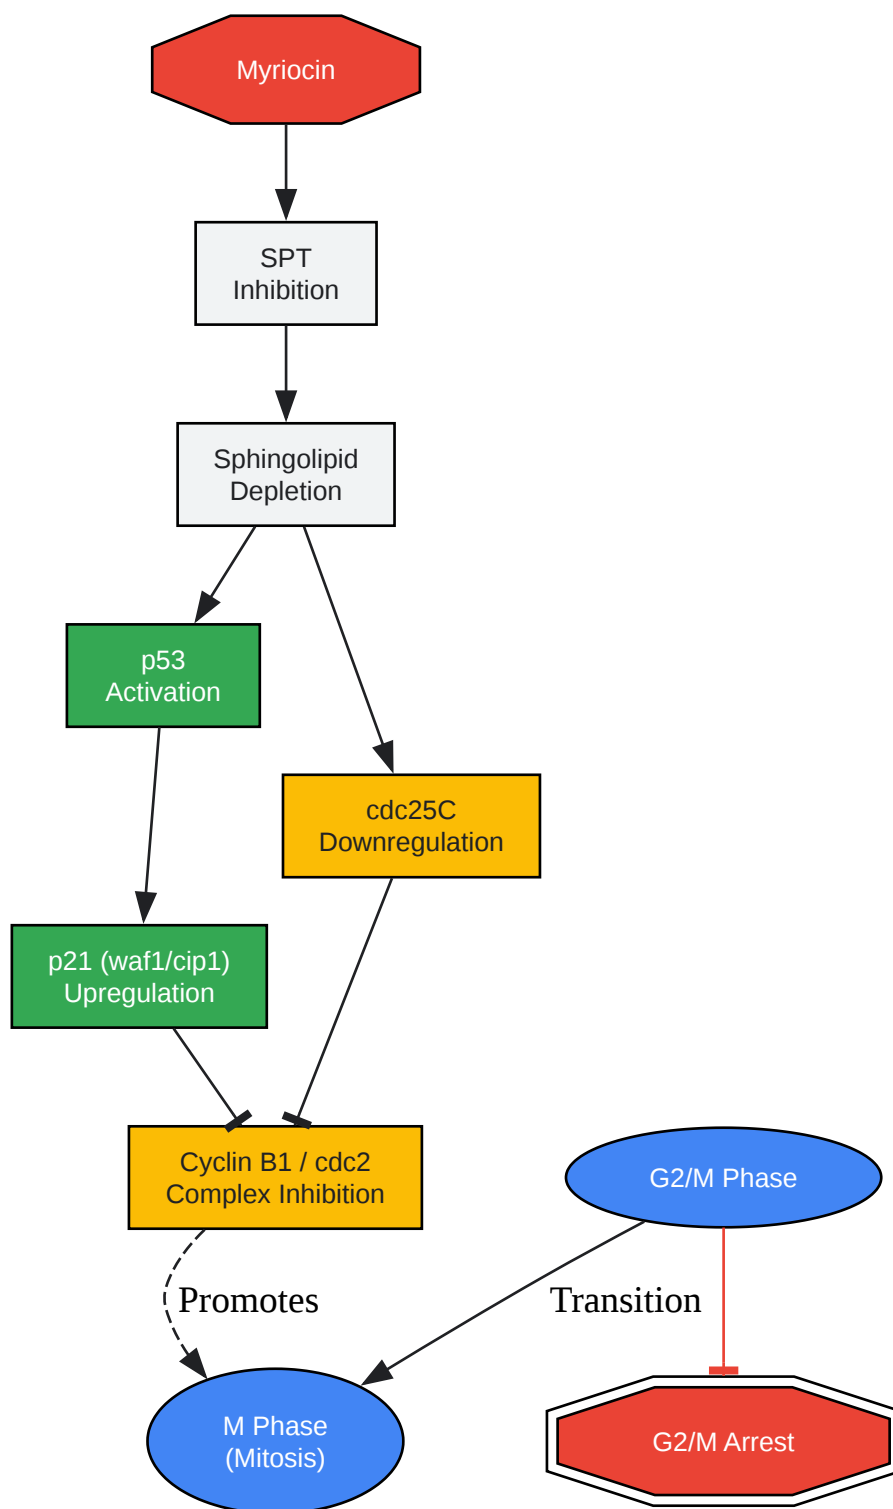 Myriocin
SPT
Inhibition
Sphingolipid
Depletion
p53
Activation
cdc25C
Downregulation
p21 (waf1/cip1)
Upregulation
Cyclin B1 / cdc2
Complex Inhibition
G2/M Phase
Promotes
Transition
M Phase
(Mitosis)
G2/M Arrest